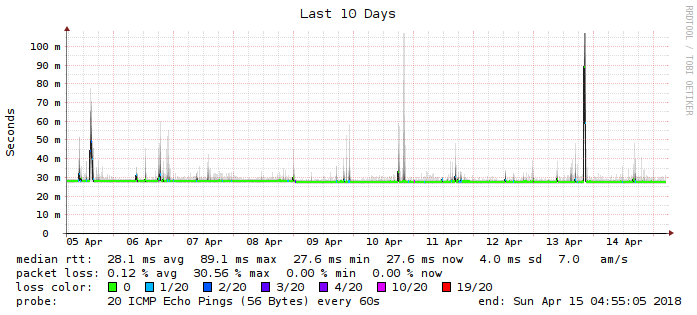 Last 10 Days
RRDTOOL / TOBI OETIKER
Seconds
100 m
90 m
80 m
70 m
60 m
50 m
40 m
30 m
20 m
10 m
0
05 Apr 06 Apr 07 Apr 08 Apr 09 Apr 10 Apr 11 Apr 12 Apr 13 Apr 14 Apr
median rtt: 28.1 ms avg 89.1 ms max 27.6 ms min 27.6 ms now 4.0 ms sd 7.0 am/s
packet loss: 0.12 % avg 30.56 % max 0.00 % min 0.00 % now
loss color: 0 1/20 2/20 3/20 4/20 10/20 19/20
probe: 20 ICMP Echo Pings (56 Bytes) every 60s end: Sun Apr 15 04:55:05 2018